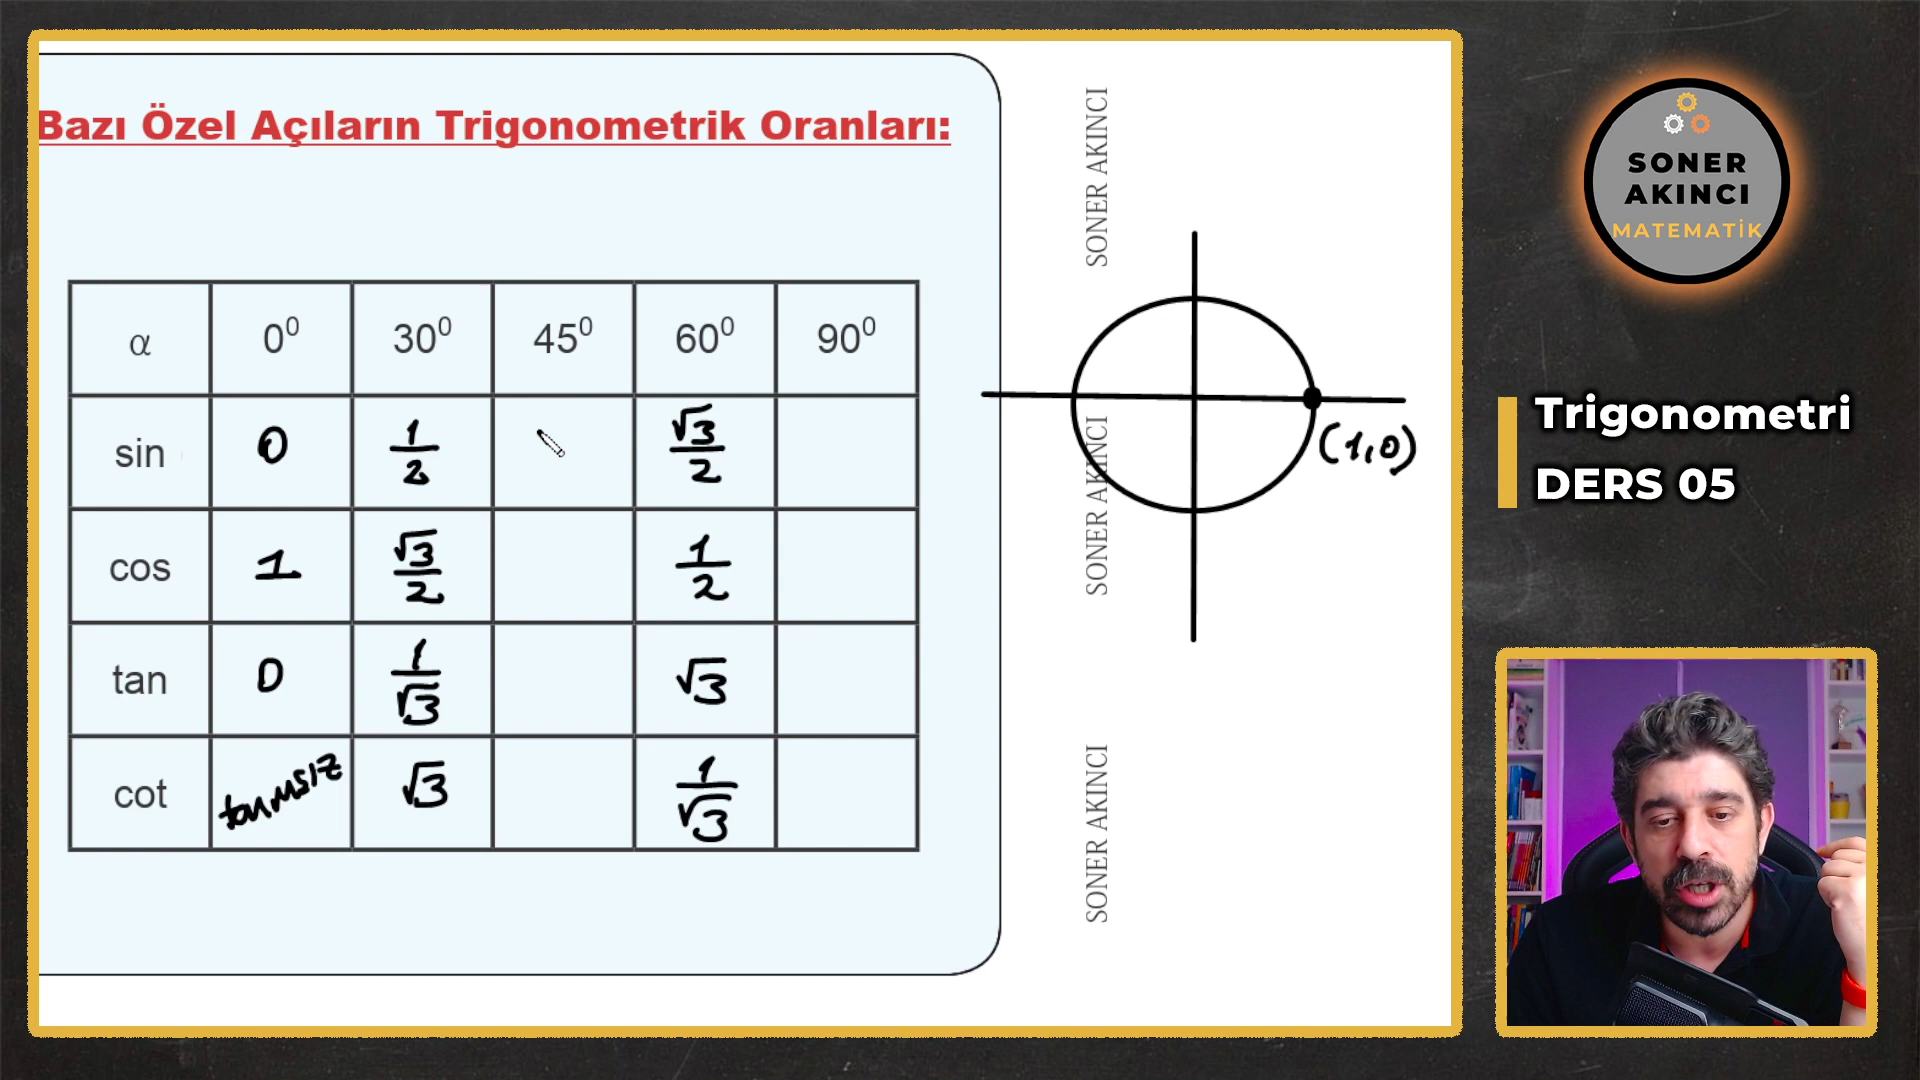 Bazı Özel Açıların Trigonometrik Oranları:
α 0⁰ 30⁰ 45⁰ 60⁰ 90⁰
sin 0 1/2 √3/2
cos 1 √3/2 1/2
tan 0 1/√3 √3
cot tanımsız √3 1/√3
SONER AKINCI
SONER AKINCI
SONER AKINCI
(1,0)
SONER
AKINCI
MATEMATİK
Trigonometri
DERS 05